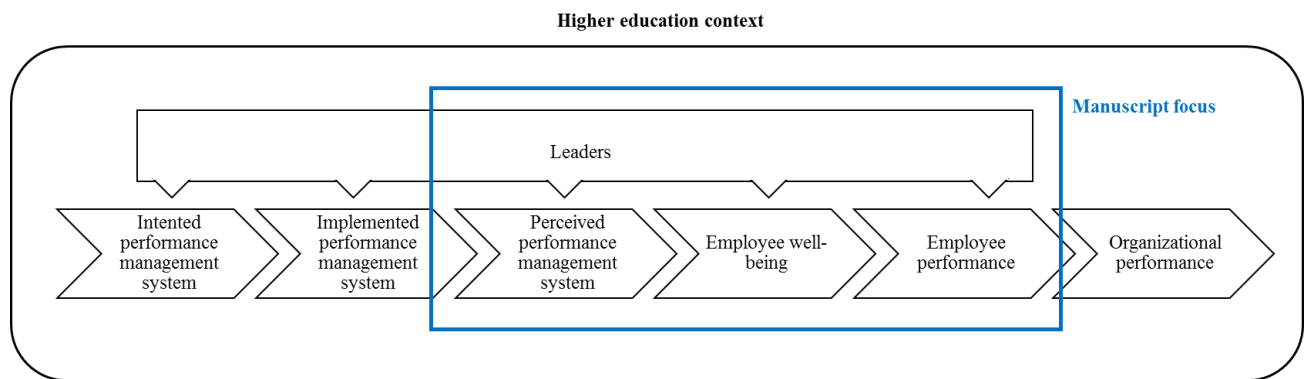 Higher education context
Manuscript focus
Leaders
Intented
performance
management
system
Implemented
performance
management
system
Perceived
performance
management
system
Employee well-
being
Employee
performance
Organizational
performance